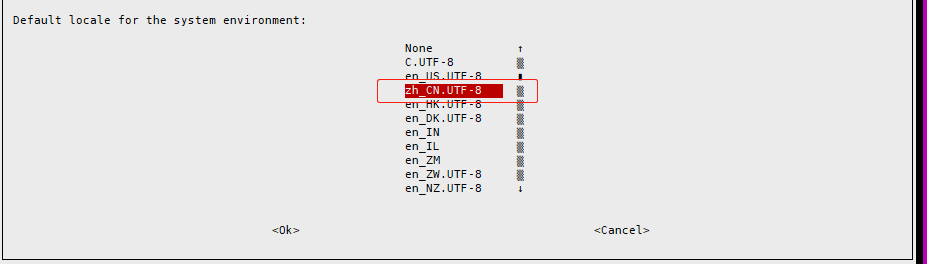 Default locale for the system environment:
None ↑
C.UTF-8
en_US.UTF-8
zh_CN.UTF-8
en_HK.UTF-8
en_DK.UTF-8
en_IN
en_IL
en_ZM
en_ZW.UTF-8
en_NZ.UTF-8 ↓
<Ok> <Cancel>